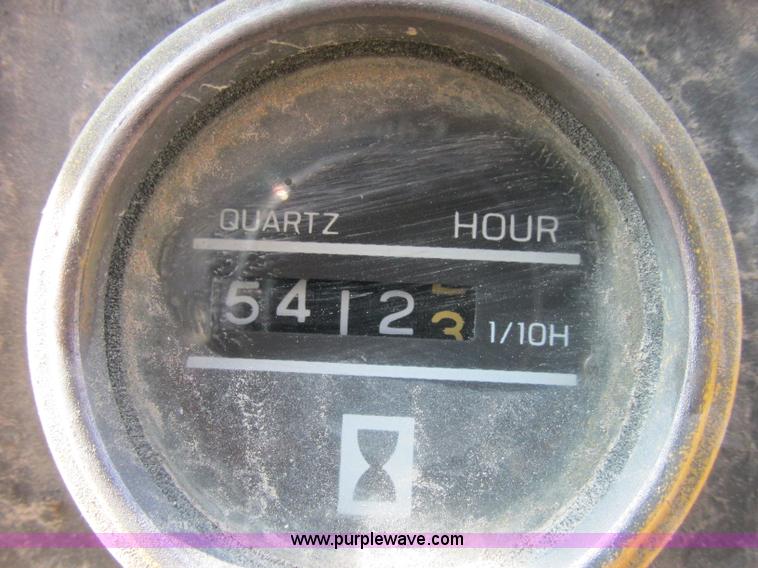 QUARTZ HOUR
54123 1/10H
www.purplewave.com